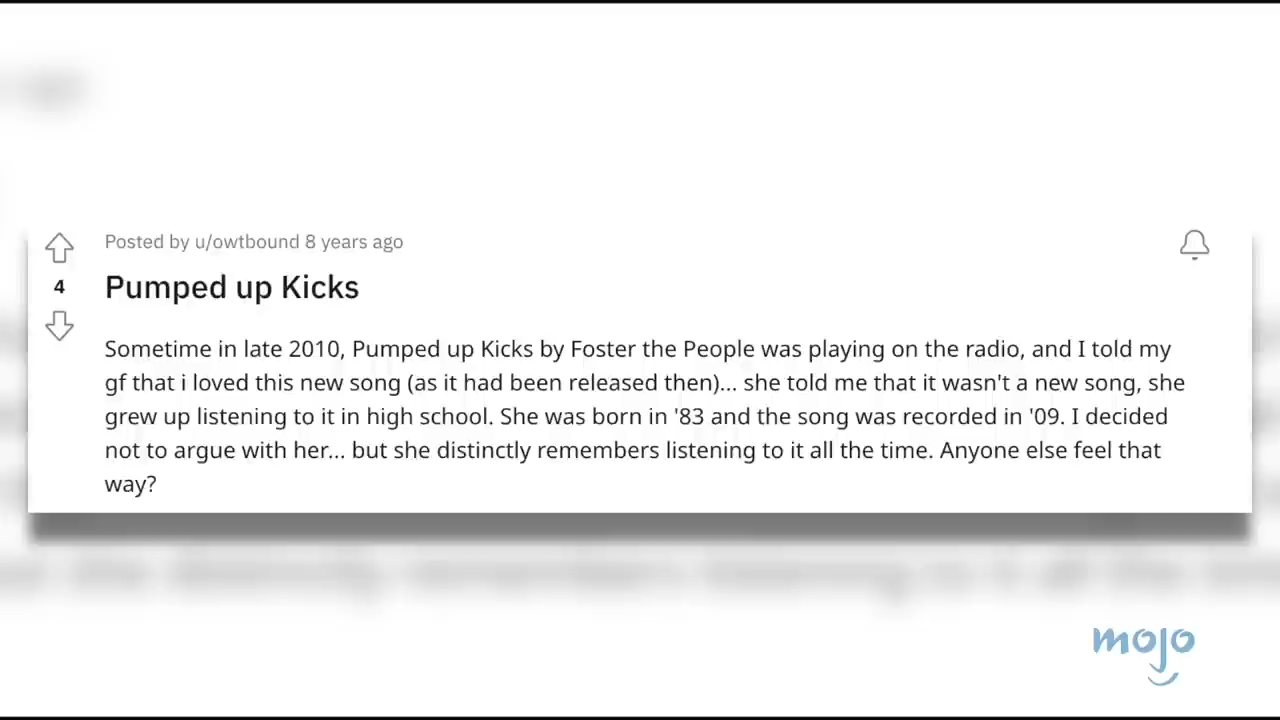 Posted by u/owtbound 8 years ago
4
Pumped up Kicks
Sometime in late 2010, Pumped up Kicks by Foster the People was playing on the radio, and I told my
gf that i loved this new song (as it had been released then)... she told me that it wasn't a new song, she
grew up listening to it in high school. She was born in '83 and the song was recorded in '09. I decided
not to argue with her... but she distinctly remembers listening to it all the time. Anyone else feel that
way?
mojo